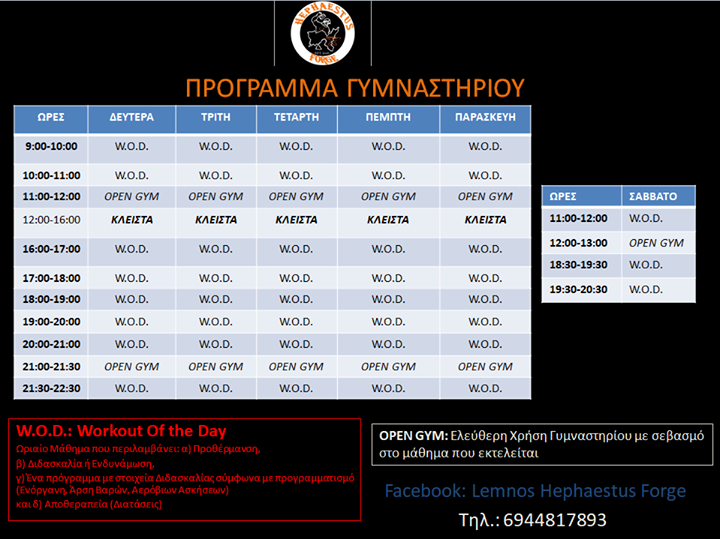 HEPHAESTUS
FORGE
ΠΡΟΓΡΑΜΜΑ ΓΥΜΝΑΣΤΗΡΙΟΥ
ΩΡΕΣ ΔΕΥΤΕΡΑ ΤΡΙΤΗ ΤΕΤΑΡΤΗ ΠΕΜΠΤΗ ΠΑΡΑΣΚΕΥΗ
9:00-10:00 W.O.D. W.O.D. W.O.D. W.O.D. W.O.D.
10:00-11:00 W.O.D. W.O.D. W.O.D. W.O.D. W.O.D.
11:00-12:00 OPEN GYM OPEN GYM OPEN GYM OPEN GYM OPEN GYM
12:00-16:00 ΚΛΕΙΣΤΑ ΚΛΕΙΣΤΑ ΚΛΕΙΣΤΑ ΚΛΕΙΣΤΑ ΚΛΕΙΣΤΑ
16:00-17:00 W.O.D. W.O.D. W.O.D. W.O.D. W.O.D.
17:00-18:00 W.O.D. W.O.D. W.O.D. W.O.D. W.O.D.
18:00-19:00 W.O.D. W.O.D. W.O.D. W.O.D. W.O.D.
19:00-20:00 W.O.D. W.O.D. W.O.D. W.O.D. W.O.D.
20:00-21:00 W.O.D. W.O.D. W.O.D. W.O.D. W.O.D.
21:00-21:30 OPEN GYM OPEN GYM OPEN GYM OPEN GYM OPEN GYM
21:30-22:30 W.O.D. W.O.D. W.O.D. W.O.D. W.O.D.
ΩΡΕΣ ΣΑΒΒΑΤΟ
11:00-12:00 W.O.D.
12:00-13:00 OPEN GYM
18:30-19:30 W.O.D.
19:30-20:30 W.O.D.
W.O.D.: Workout Of the Day
Ωριαίο Μάθημα που περιλαμβάνει: α) Προθέρμανση,
β) Διδασκαλία ή Ενδυνάμωση,
γ) Ένα πρόγραμμα με στοιχεία Διδασκαλίας σύμφωνα με προγραμματισμό
(Ενόργανη, Άρση Βαρών, Αερόβιων Ασκήσεων)
και δ) Αποθεραπεία (Διατάσεις)
OPEN GYM: Ελεύθερη Χρήση Γυμναστηρίου με σεβασμό
στο μάθημα που εκτελείται
Facebook: Lemnos Hephaestus Forge
Τηλ.: 6944817893